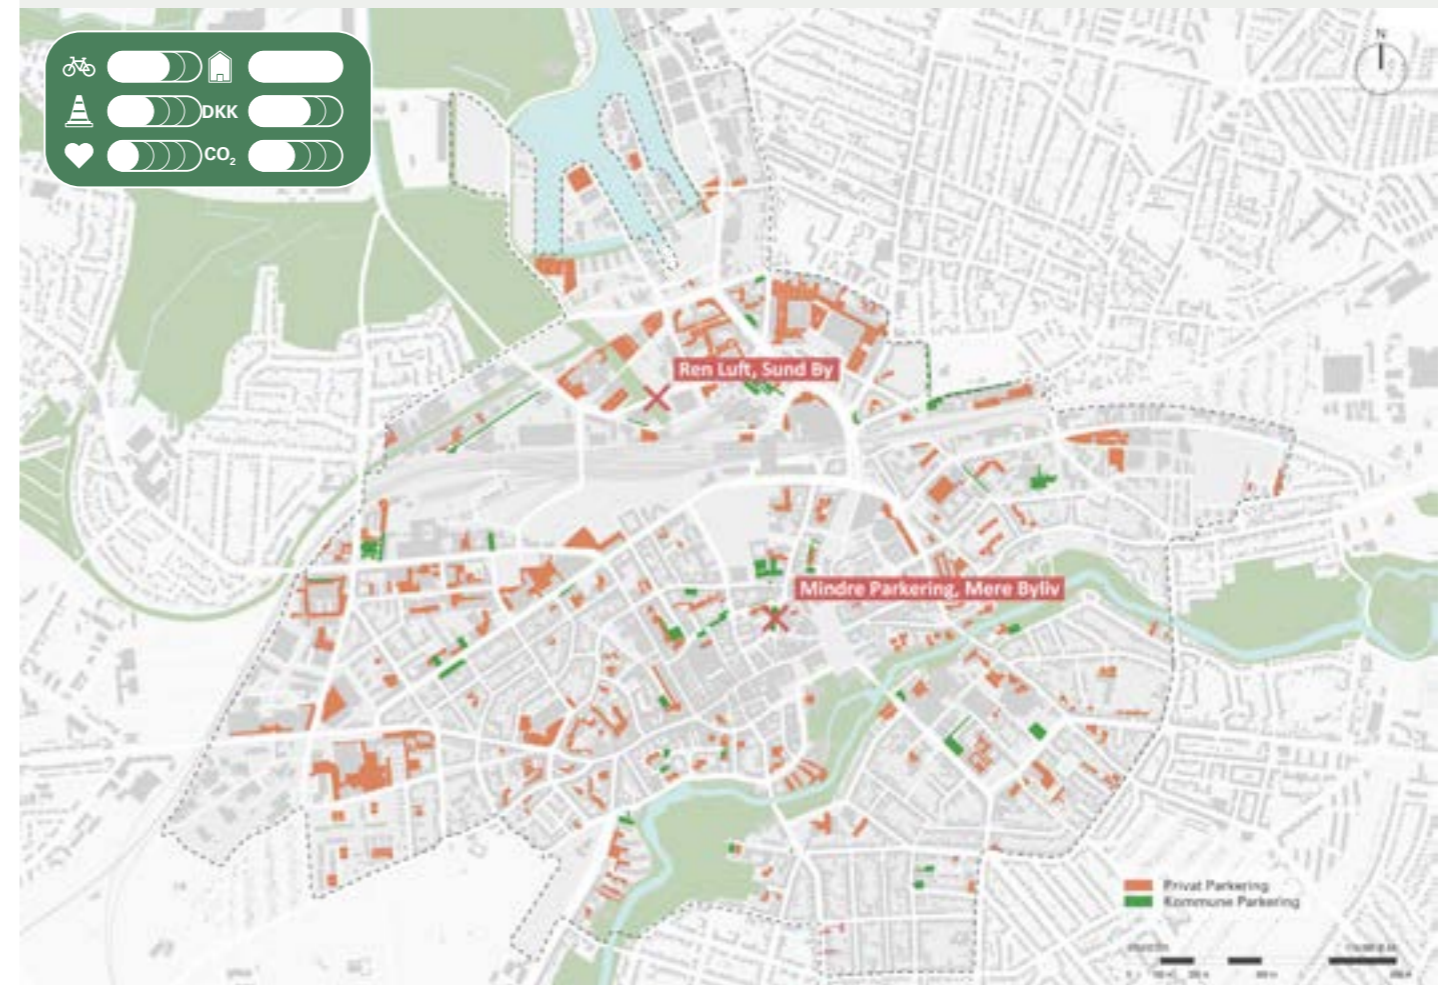 DKK
CO₂
N
Ren Luft, Sund By
Mindre Parkering, Mere Byliv
Privat Parkering
Kommune Parkering